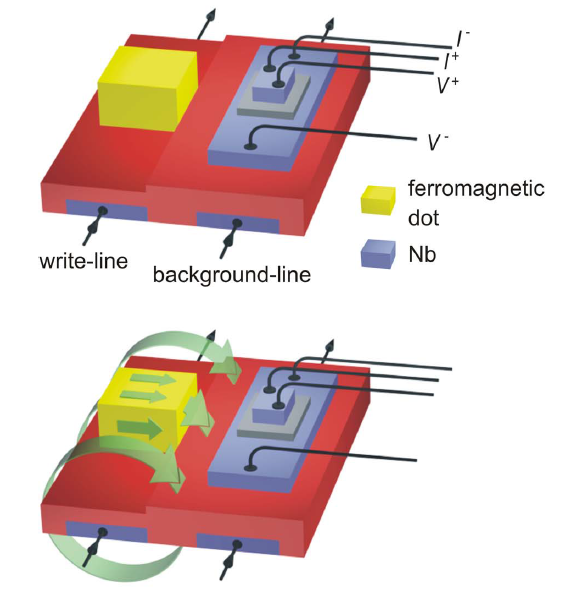 I⁻
I⁺
V⁺
V⁻
ferromagnetic
dot
Nb
write-line
background-line